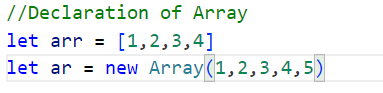 //Declaration of Array
let arr = [1,2,3,4]
let ar = new Array(1,2,3,4,5)